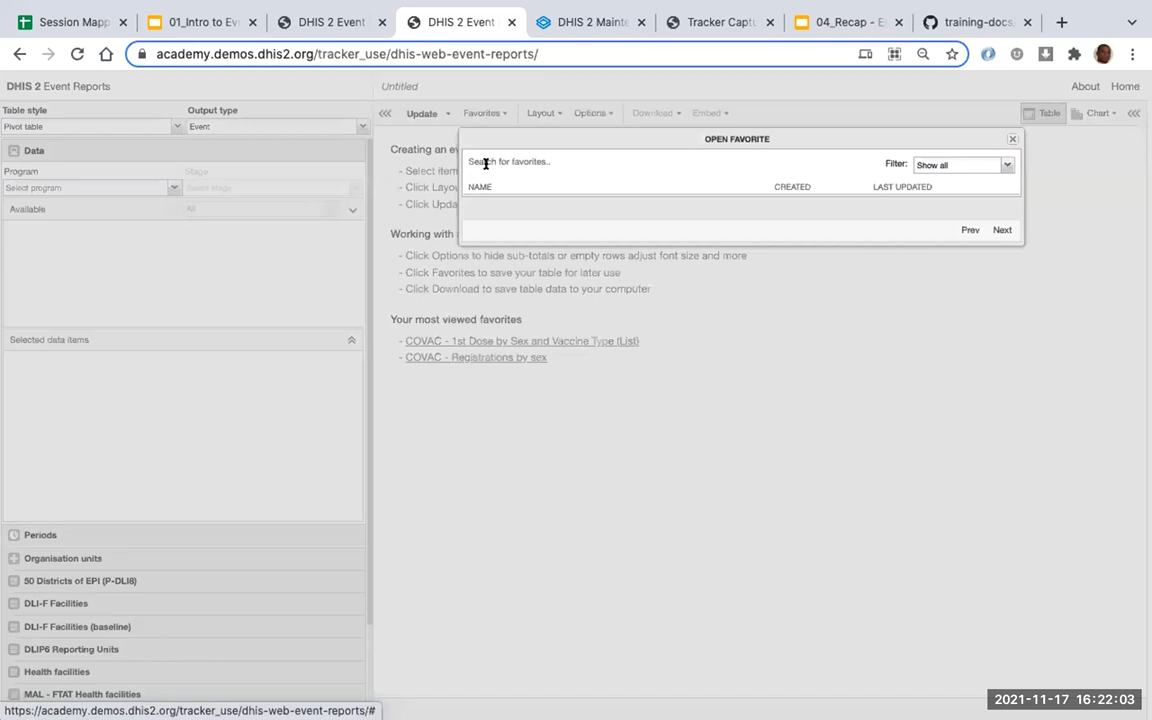 Session Mapp
01_Intro to Eve
DHIS 2 Event
DHIS 2 Event
DHIS 2 Mainte
Tracker Captu
04_Recap - E
training-docs
academy.demos.dhis2.org/tracker_use/dhis-web-event-reports/
DHIS 2 Event Reports
Untitled
About
Home
Table style
Output type
Pivot table
Event
Update
Favorites
Layout
Options
Download
Embed
Table
Chart
Data
Program
Stage
Select program
Select stage
Available
All
Selected data items
Periods
Organisation units
50 Districts of EPI (P-DLI8)
DLI-F Facilities
DLI-F Facilities (baseline)
DLIP6 Reporting Units
Health facilities
MAL - FTAT Health facilities
https://academy.demos.dhis2.org/tracker_use/dhis-web-event-reports/#
OPEN FAVORITE
Search for favorites..
Filter:
Show all
NAME
CREATED
LAST UPDATED
Prev
Next
Creating an ev
- Select item
- Click Layou
- Click Upda
Working with a
- Click Options to hide sub-totals or empty rows adjust font size and more
- Click Favorites to save your table for later use
- Click Download to save table data to your computer
Your most viewed favorites
- COVAC - 1st Dose by Sex and Vaccine Type (List)
- COVAC - Registrations by sex
2021-11-17 16:22:03